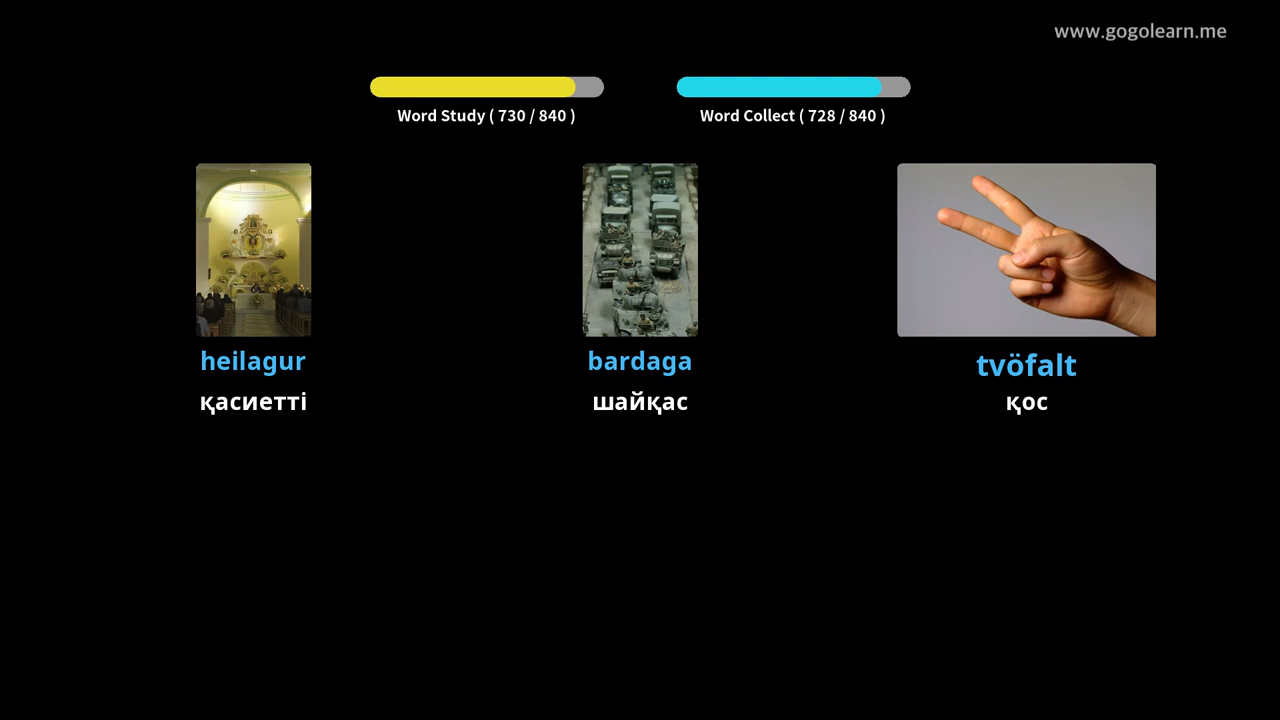 www.gogolearn.me
Word Study ( 730 / 840 )
Word Collect ( 728 / 840 )
heilagur
bardaga
tvöfalt
қасиетті
шайқас
қос